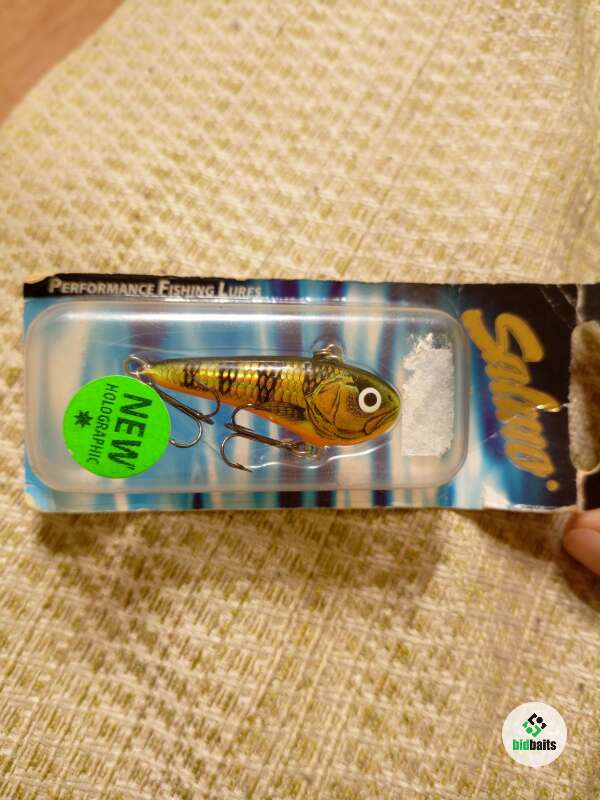 PERFORMANCE FISHING LURES
Salmo
NEW
HOLOGRAPHIC
bidbaits